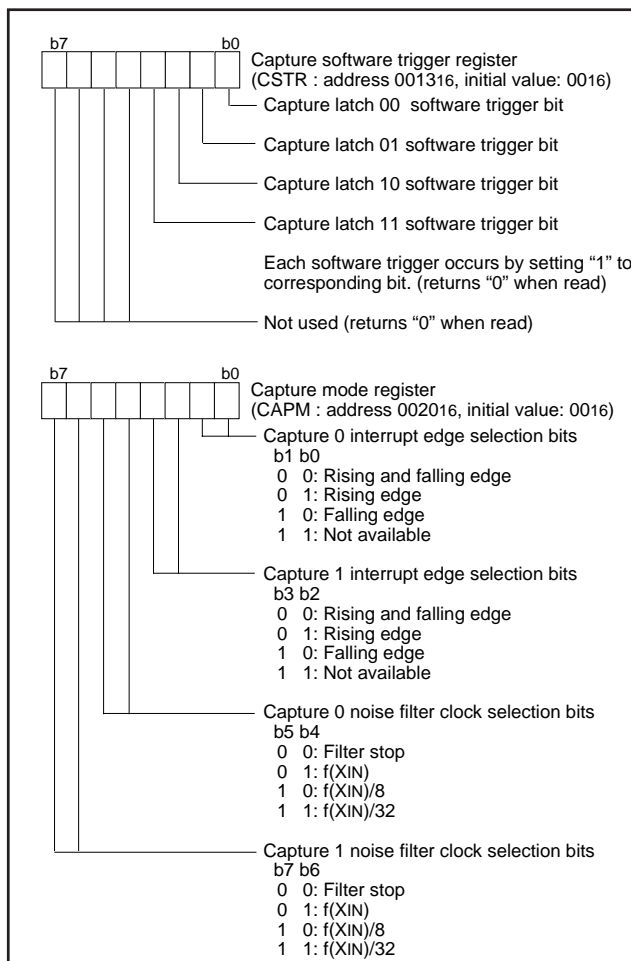 b7 b0
Capture software trigger register
(CSTR : address 001316, initial value: 0016)
Capture latch 00 software trigger bit
Capture latch 01 software trigger bit
Capture latch 10 software trigger bit
Capture latch 11 software trigger bit
Each software trigger occurs by setting “1” to
corresponding bit. (returns “0” when read)
Not used (returns “0” when read)
b7 b0
Capture mode register
(CAPM : address 002016, initial value: 0016)
Capture 0 interrupt edge selection bits
b1 b0
0 0: Rising and falling edge
0 1: Rising edge
1 0: Falling edge
1 1: Not available
Capture 1 interrupt edge selection bits
b3 b2
0 0: Rising and falling edge
0 1: Rising edge
1 0: Falling edge
1 1: Not available
Capture 0 noise filter clock selection bits
b5 b4
0 0: Filter stop
0 1: f(XIN)
1 0: f(XIN)/8
1 1: f(XIN)/32
Capture 1 noise filter clock selection bits
b7 b6
0 0: Filter stop
0 1: f(XIN)
1 0: f(XIN)/8
1 1: f(XIN)/32